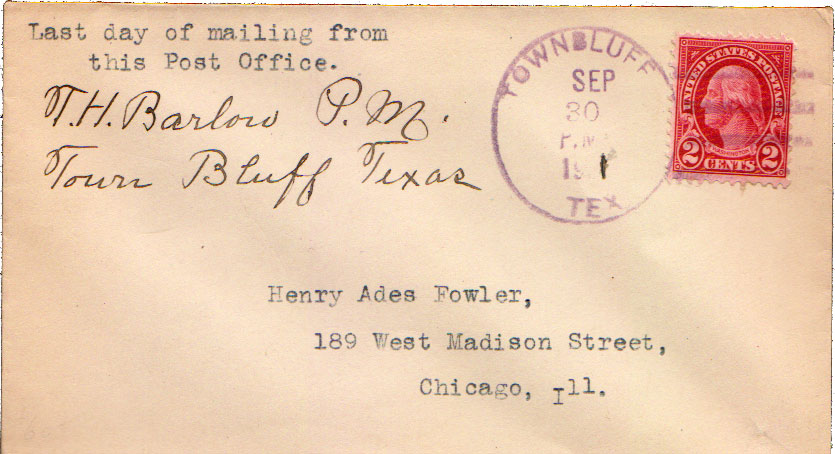 Last day of mailing from
this Post Office.
T.H. Barlow P.M.
Town Bluff Texas
TOWNBLUFF
SEP
30
P.M.
TEX
UNITED STATES POSTAGE
WASHINGTON
2 CENTS 2
Henry Ades Fowler,
189 West Madison Street,
Chicago, Ill.